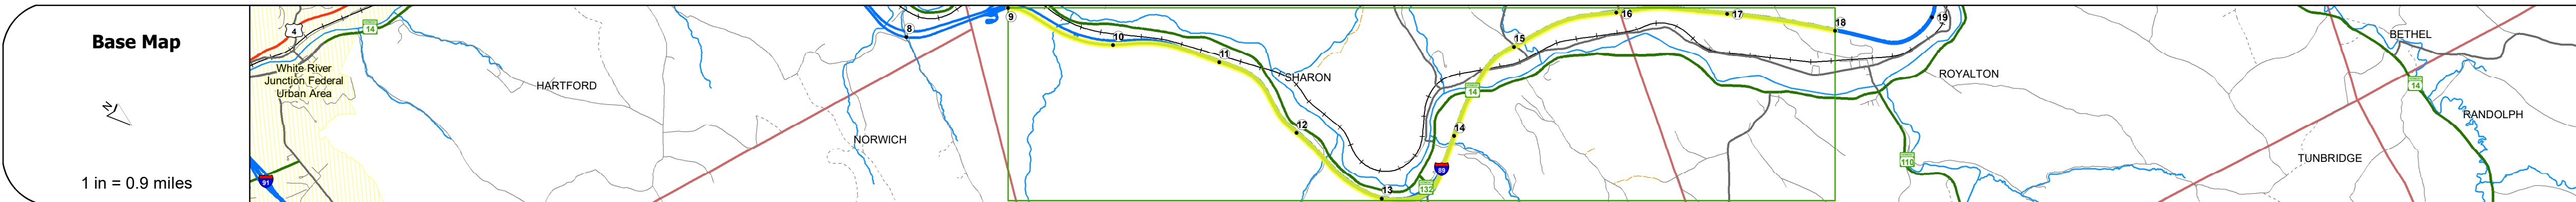 Base Map
N
1 in = 0.9 miles
4
14
White River
Junction Federal
Urban Area
91
HARTFORD
NORWICH
8
9
10
11
SHARON
12
13
132
89
14
14
15
16
17
18
19
ROYALTON
110
BETHEL
14
RANDOLPH
TUNBRIDGE